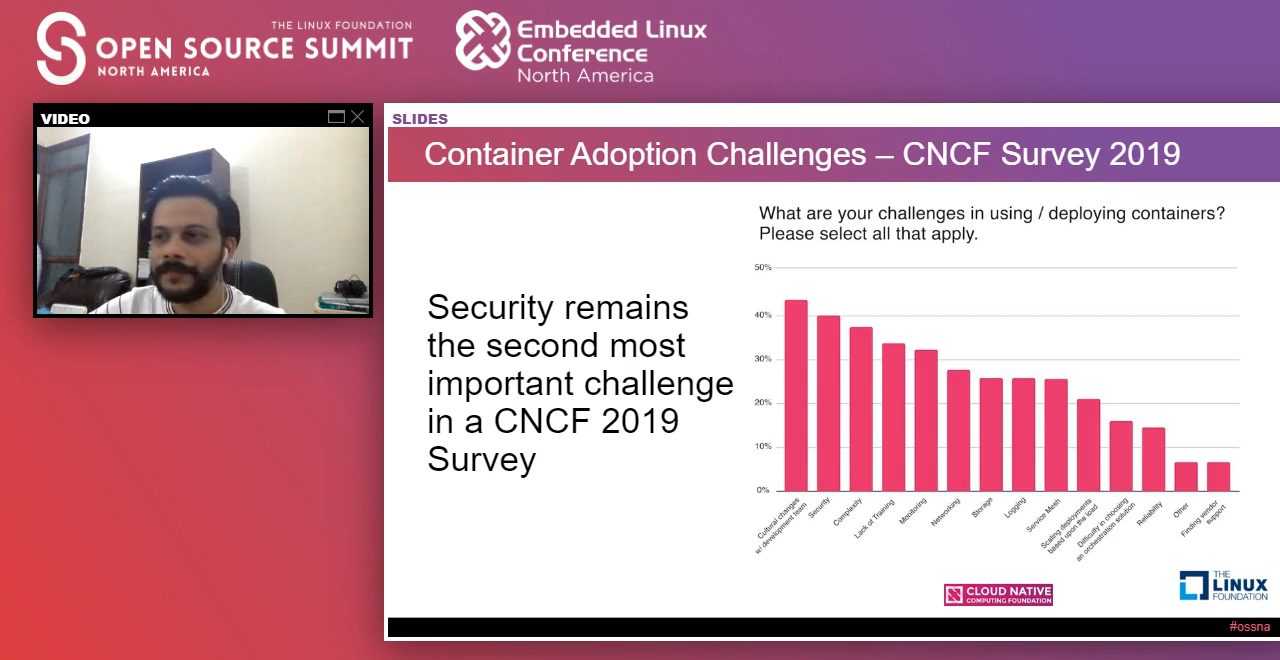 THE LINUX FOUNDATION
OPEN SOURCE SUMMIT
NORTH AMERICA
Embedded Linux
Conference
North America
VIDEO
SLIDES
Container Adoption Challenges – CNCF Survey 2019
Security remains
the second most
important challenge
in a CNCF 2019
Survey
What are your challenges in using / deploying containers?
Please select all that apply.
50%
40%
30%
20%
10%
0%
Cultural changes
w/ development team
Security
Complexity
Lack of Training
Monitoring
Networking
Storage
Logging
Service Mesh
Scaling deployments
based upon the load
Difficulty in choosing
an orchestration solution
Reliability
Other
Finding vendor
support
CLOUD NATIVE
COMPUTING FOUNDATION
THE
LINUX
FOUNDATION
#ossna